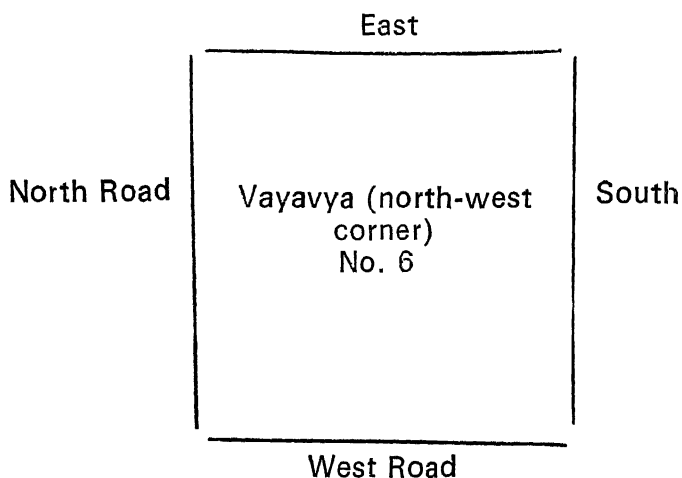 East
North Road
Vayavya (north-west
corner)
No. 6
South
West Road